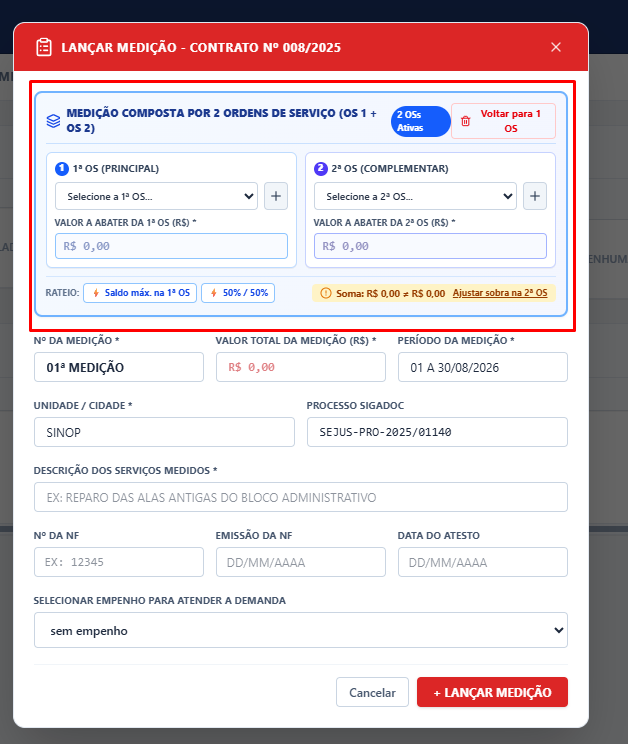 LANÇAR MEDIÇÃO - CONTRATO Nº 008/2025
MEDIÇÃO COMPOSTA POR 2 ORDENS DE SERVIÇO (OS 1 +
OS 2)
2 OSs
Ativas
Voltar para 1
OS
1 1ª OS (PRINCIPAL)
Selecione a 1ª OS...
+
VALOR A ABATER DA 1ª OS (R$) *
R$ 0,00
2 2ª OS (COMPLEMENTAR)
Selecione a 2ª OS...
+
VALOR A ABATER DA 2ª OS (R$) *
R$ 0,00
RATEIO:
Saldo máx. na 1ª OS
50% / 50%
Soma: R$ 0,00 ≠ R$ 0,00 Ajustar sobra na 2ª OS
Nº DA MEDIÇÃO *
01ª MEDIÇÃO
VALOR TOTAL DA MEDIÇÃO (R$) *
R$ 0,00
PERÍODO DA MEDIÇÃO *
01 A 30/08/2026
UNIDADE / CIDADE *
SINOP
PROCESSO SIGADOC
SEJUS-PRO-2025/01140
DESCRIÇÃO DOS SERVIÇOS MEDIDOS *
EX: REPARO DAS ALAS ANTIGAS DO BLOCO ADMINISTRATIVO
Nº DA NF
EX: 12345
EMISSÃO DA NF
DD/MM/AAAA
DATA DO ATESTO
DD/MM/AAAA
SELECIONAR EMPENHO PARA ATENDER A DEMANDA
sem empenho
Cancelar
+ LANÇAR MEDIÇÃO